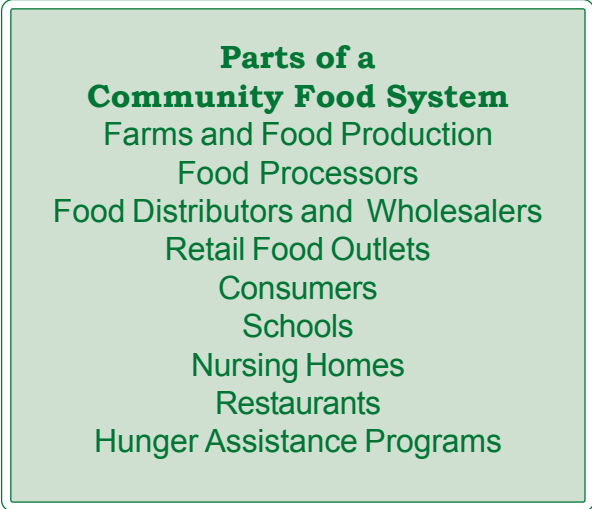 Parts of a
Community Food System
Farms and Food Production
Food Processors
Food Distributors and Wholesalers
Retail Food Outlets
Consumers
Schools
Nursing Homes
Restaurants
Hunger Assistance Programs